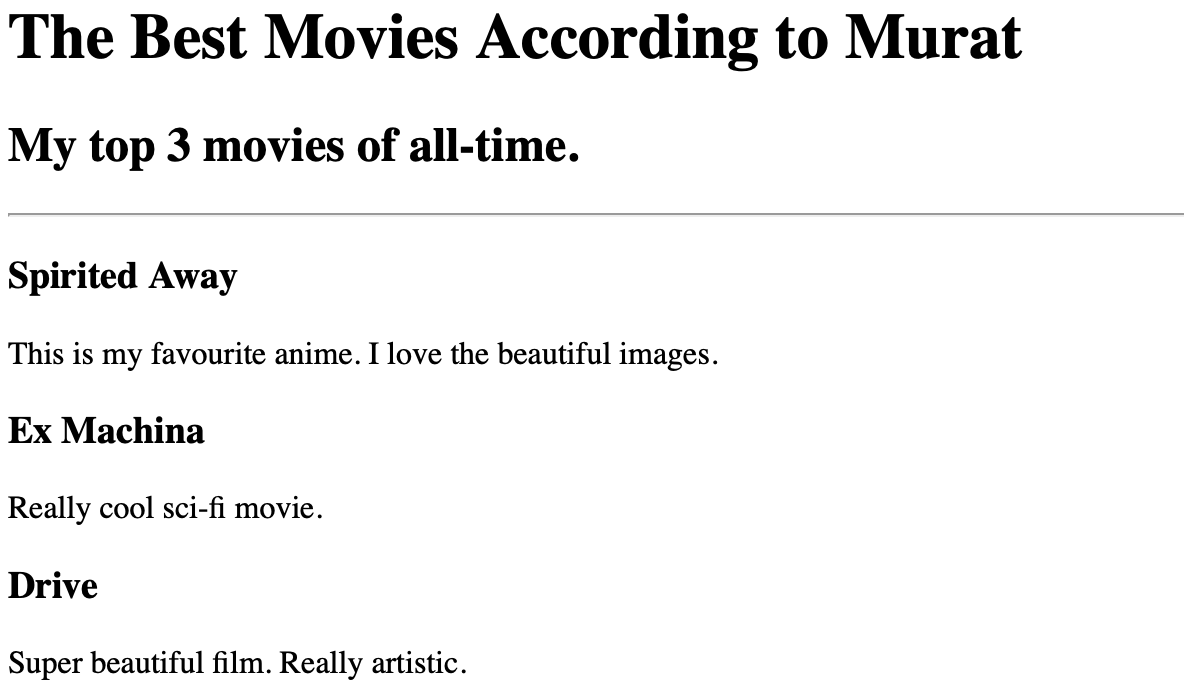 The Best Movies According to Murat
My top 3 movies of all-time.
Spirited Away
This is my favourite anime. I love the beautiful images.
Ex Machina
Really cool sci-fi movie.
Drive
Super beautiful film. Really artistic.